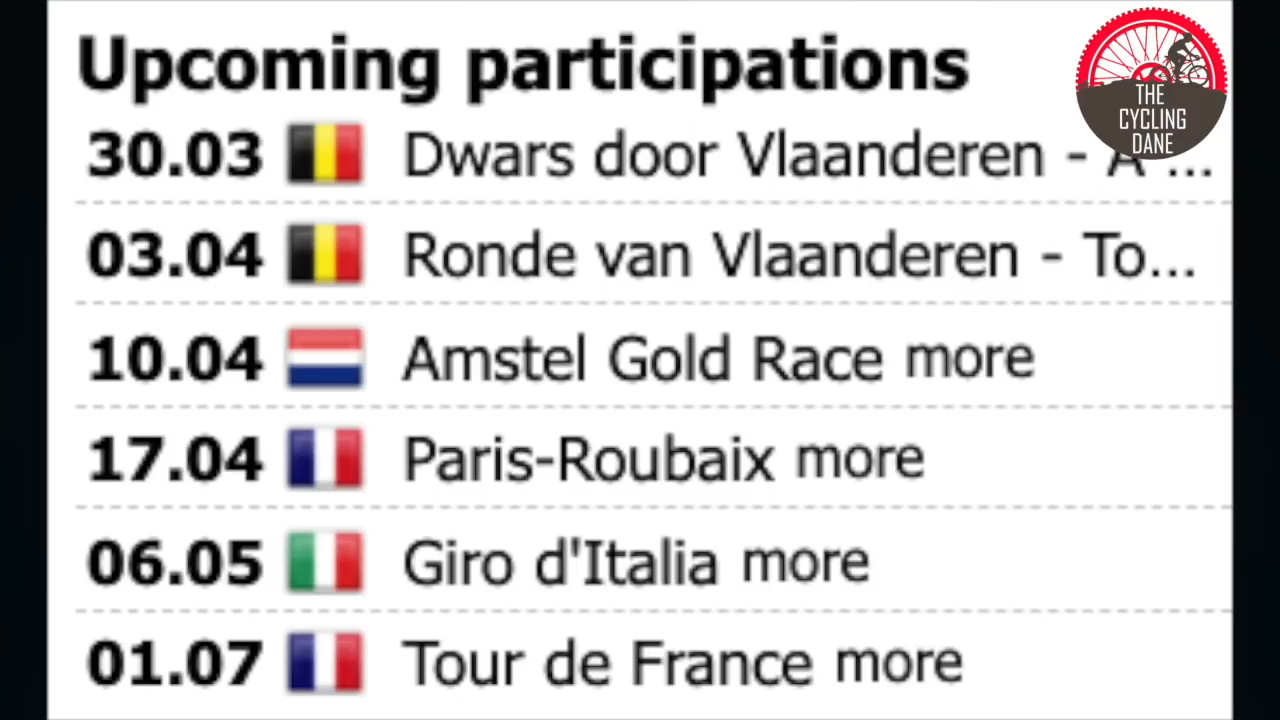 Upcoming participations
THE
CYCLING
DANE
30.03 Dwars door Vlaanderen - A ...
03.04 Ronde van Vlaanderen - To...
10.04 Amstel Gold Race more
17.04 Paris-Roubaix more
06.05 Giro d'Italia more
01.07 Tour de France more